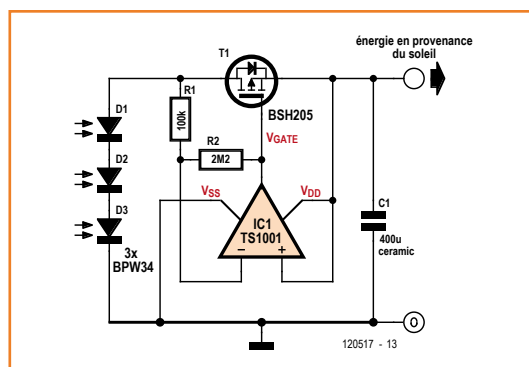 énergie en provenance
du soleil
T1
BSH205
R1
100k
R2
2M2
VGATE
D1
D2
D3
3x
BPW34
VSS
VDD
IC1
TS1001
–
+
C1
400u
ceramic
0
120517 - 13